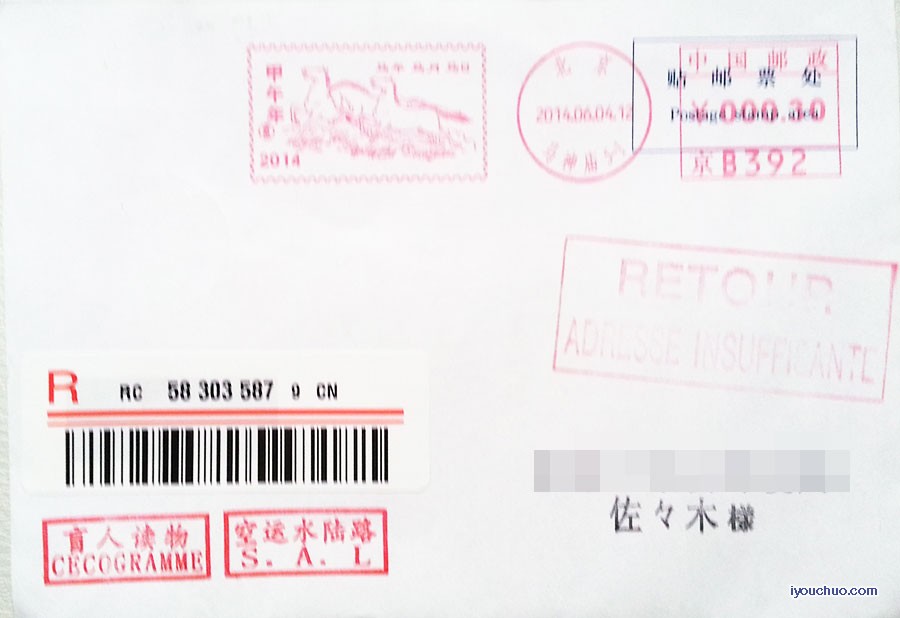 甲午年
2014
北京
2014.06.04.12
中国邮政
贴邮票处
¥000.30
京B392
RETOUR
ADRESSE INSUFFISANTE
R RC 58 303 587 9 CN
盲人读物
CECOGRAMME
空运水陆路
S. A. L
佐々木様
iyouchuo.com